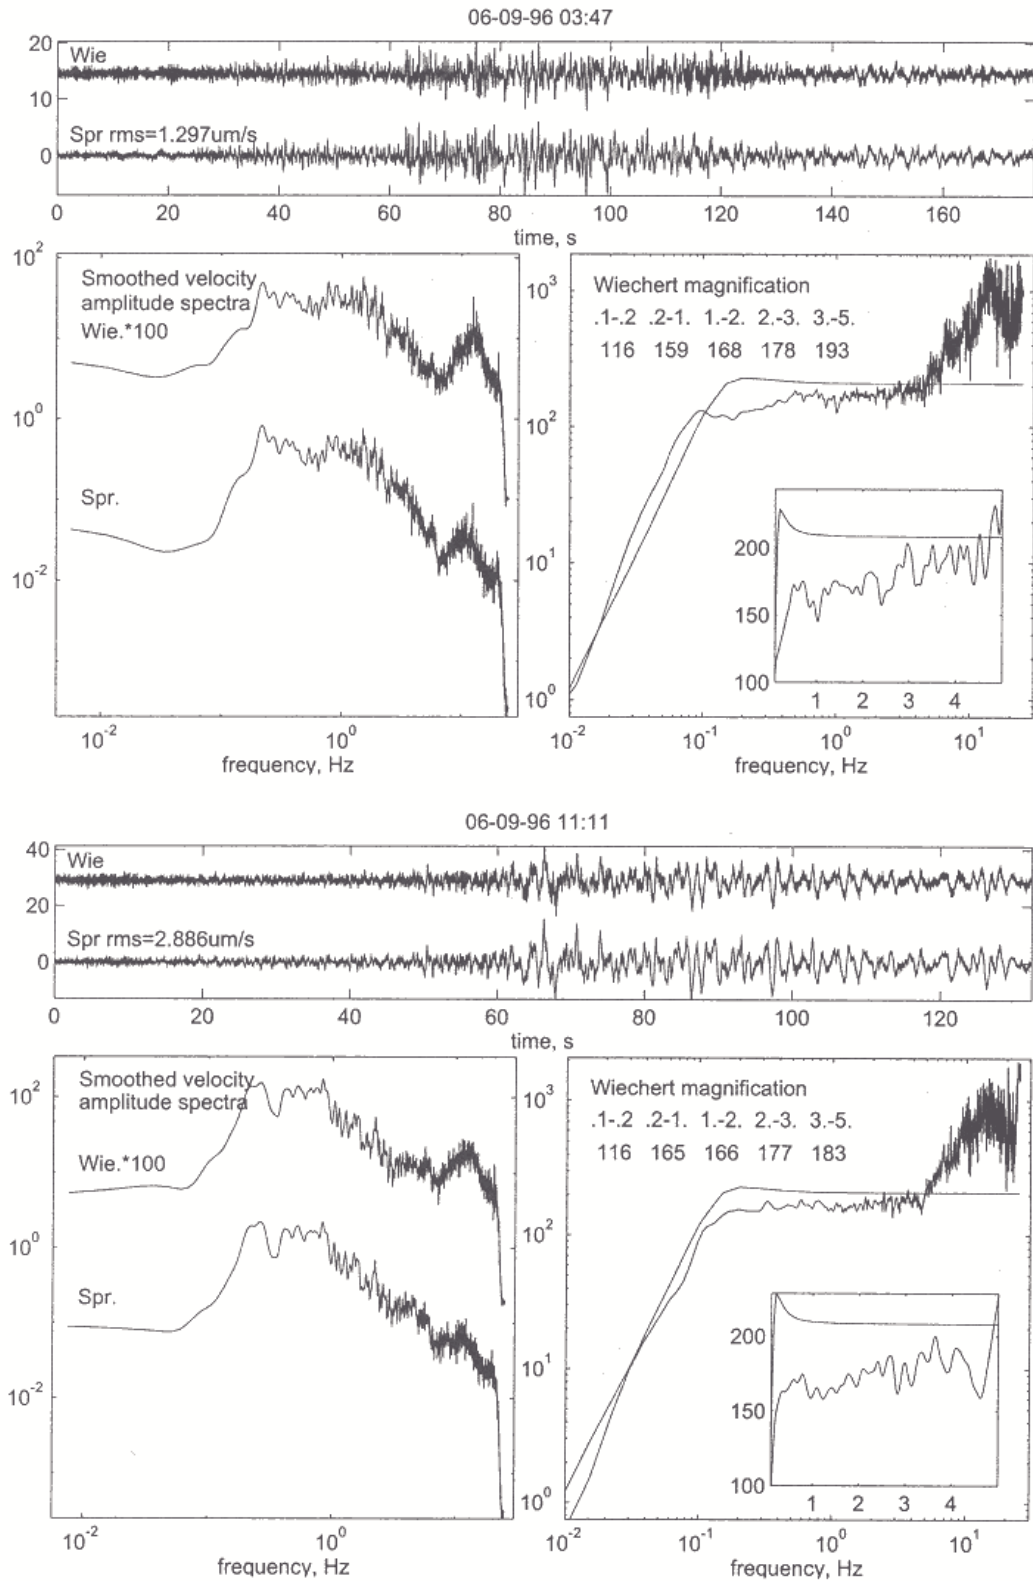 06-09-96 03:47
20
Wie
10
Spr rms=1.297um/s
0
0 20 40 60 80 100 120 140 160
time, s
10^2
Smoothed velocity
amplitude spectra
Wie.*100
10^0
Spr.
10^-2
10^-2 10^0
frequency, Hz
10^3
Wiechert magnification
.1-.2 .2-1. 1.-2. 2.-3. 3.-5.
116 159 168 178 193
10^2
10^1
10^0
200
150
100
1 2 3 4
10^-2 10^-1 10^0 10^1
frequency, Hz
06-09-96 11:11
40
Wie
20
Spr rms=2.886um/s
0
0 20 40 60 80 100 120
time, s
Smoothed velocity
10^2
amplitude spectra
Wie.*100
10^0
Spr.
10^-2
10^-2 10^0
frequency, Hz
Wiechert magnification
10^3
.1-.2 .2-1. 1.-2. 2.-3. 3.-5.
116 165 166 177 183
10^2
10^1
10^0
200
150
100
1 2 3 4
10^-2 10^-1 10^0 10^1
frequency, Hz